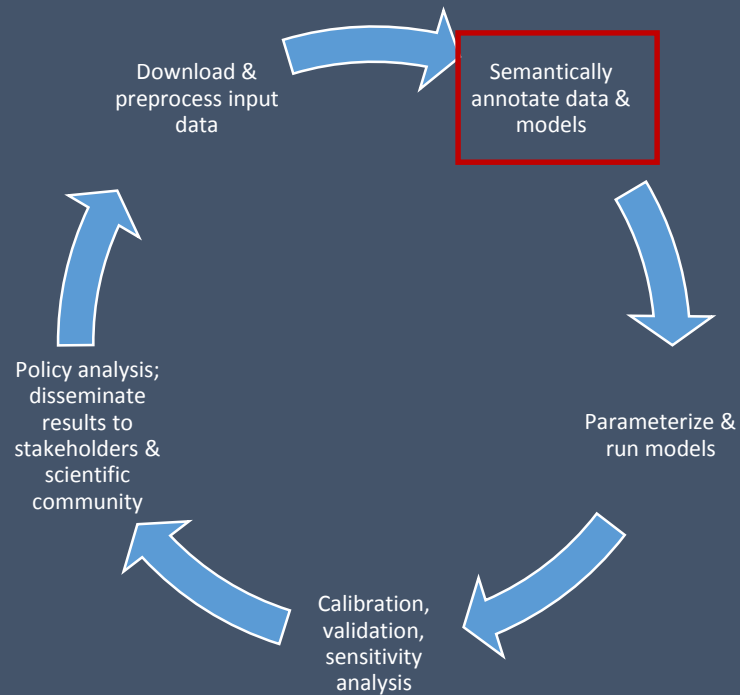 Download &
preprocess input
data
Semantically
annotate data &
models
Parameterize &
run models
Calibration,
validation,
sensitivity
analysis
Policy analysis;
disseminate
results to
stakeholders &
scientific
community